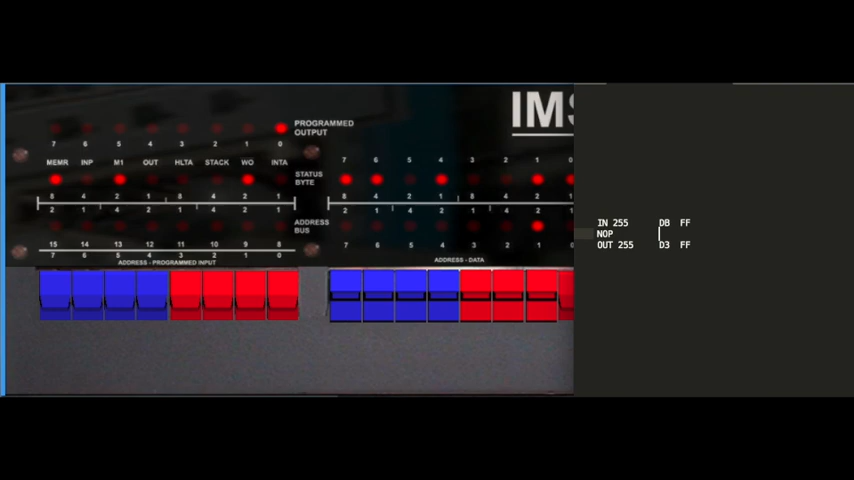 IMS
PROGRAMMED
OUTPUT
7 6 5 4 3 2 1 0
MEMR INP M1 OUT HLTA STACK WO INTA
7 6 5 4 3 2 1 0
STATUS
BYTE
8 4 2 1 8 4 2 1
8 4 2 1 8 4 2 1
2 1 4 2 1 4 2 1
2 1 4 2 1 4 2 1
ADDRESS
BUS
15 14 13 12 11 10 9 8
7 6 5 4 3 2 1 0
7 6 5 4 3 2 1 0
ADDRESS - PROGRAMMED INPUT
ADDRESS - DATA
IN 255 DB FF
NOP
OUT 255 D3 FF